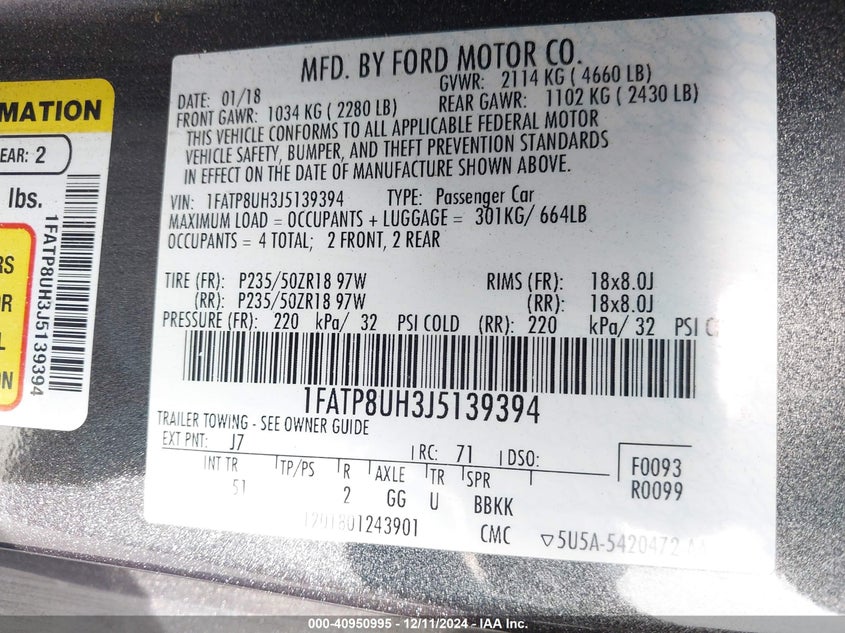 MATION
EAR: 2
lbs.
RS
OR
L
ON
1FATP8UH3J5139394
MFD. BY FORD MOTOR CO.
DATE: 01/18 GVWR: 2114 KG ( 4660 LB)
FRONT GAWR: 1034 KG ( 2280 LB) REAR GAWR: 1102 KG ( 2430 LB)
THIS VEHICLE CONFORMS TO ALL APPLICABLE FEDERAL MOTOR
VEHICLE SAFETY, BUMPER, AND THEFT PREVENTION STANDARDS
IN EFFECT ON THE DATE OF MANUFACTURE SHOWN ABOVE.
VIN: 1FATP8UH3J5139394 TYPE: Passenger Car
MAXIMUM LOAD = OCCUPANTS + LUGGAGE = 301KG/ 664LB
OCCUPANTS = 4 TOTAL; 2 FRONT, 2 REAR
TIRE (FR): P235/50ZR18 97W RIMS (FR): 18x8.0J
(RR): P235/50ZR18 97W (RR): 18x8.0J
PRESSURE (FR): 220 kPa/ 32 PSI COLD (RR): 220 kPa/ 32 PSI C
1FATP8UH3J5139394
TRAILER TOWING - SEE OWNER GUIDE
EXT PNT: J7 RC: 71 DSO: F0093
INT TR TP/PS R AXLE TR SPR R0099
51 2 GG U BBKK
1201801243901 CMC ▽5U5A-5420472
000-40950995 - 12/11/2024 - IAA Inc.